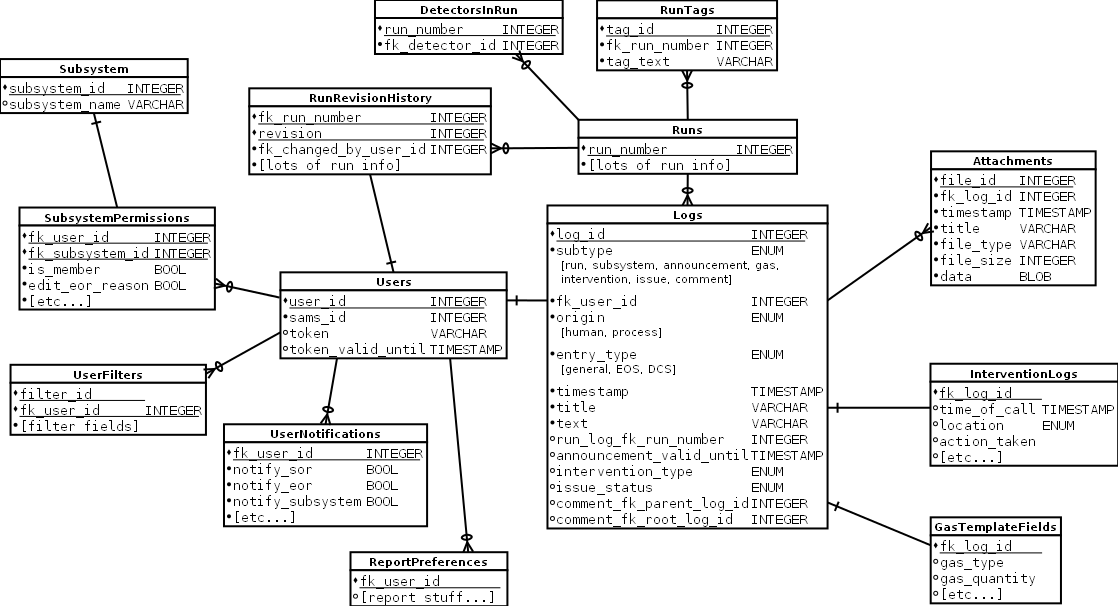 DetectorsInRun
run_number INTEGER
fk_detector_id INTEGER
RunTags
tag_id INTEGER
fk_run_number INTEGER
tag_text VARCHAR
Subsystem
subsystem_id INTEGER
subsystem_name VARCHAR
RunRevisionHistory
fk_run_number INTEGER
revision INTEGER
fk_changed_by_user_id INTEGER
[lots of run info]
Runs
run_number INTEGER
[lots of run info]
Attachments
file_id INTEGER
fk_log_id INTEGER
timestamp TIMESTAMP
title VARCHAR
file_type VARCHAR
file_size INTEGER
data BLOB
SubsystemPermissions
fk_user_id INTEGER
fk_subsystem_id INTEGER
is_member BOOL
edit_eor_reason BOOL
[etc...]
Users
user_id INTEGER
sams_id INTEGER
token VARCHAR
token_valid_until TIMESTAMP
Logs
log_id INTEGER
subtype ENUM
[run, subsystem, announcement, gas,
intervention, issue, comment]
fk_user_id INTEGER
origin ENUM
[human, process]
entry_type ENUM
[general, EOS, DCS]
timestamp TIMESTAMP
title VARCHAR
text VARCHAR
run_log_fk_run_number INTEGER
announcement_valid_until TIMESTAMP
intervention_type ENUM
issue_status ENUM
comment_fk_parent_log_id INTEGER
comment_fk_root_log_id INTEGER
UserFilters
filter_id
fk_user_id INTEGER
[filter fields]
UserNotifications
fk_user_id INTEGER
notify_sor BOOL
notify_eor BOOL
notify_subsystem BOOL
[etc...]
InterventionLogs
fk_log_id
time_of_call TIMESTAMP
location ENUM
action_taken
[etc...]
GasTemplateFields
fk_log_id
gas_type
gas_quantity
[etc...]
ReportPreferences
fk_user_id
[report stuff...]